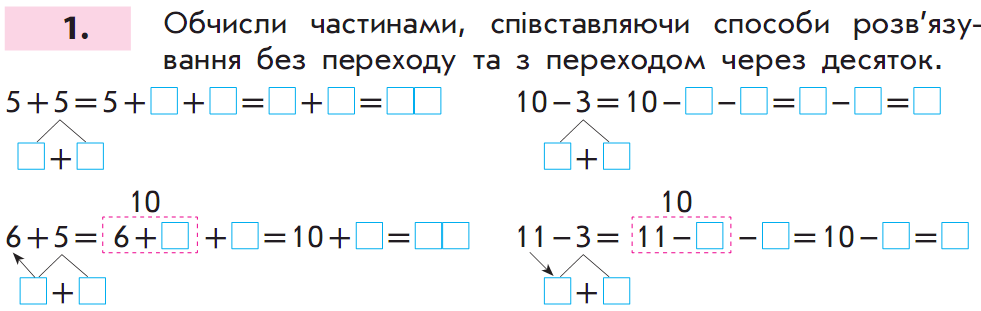 1. Обчисли частинами, співставляючи способи розв’язу-
вання без переходу та з переходом через десяток.
5 + 5 = 5 + □ + □ = □ + □ = □□
□ + □
10 − 3 = 10 − □ − □ = □ − □ = □
□ + □
10
6 + 5 = 6 + □ + □ = 10 + □ = □□
□ + □
10
11 − 3 = 11 − □ − □ = 10 − □ = □
□ + □